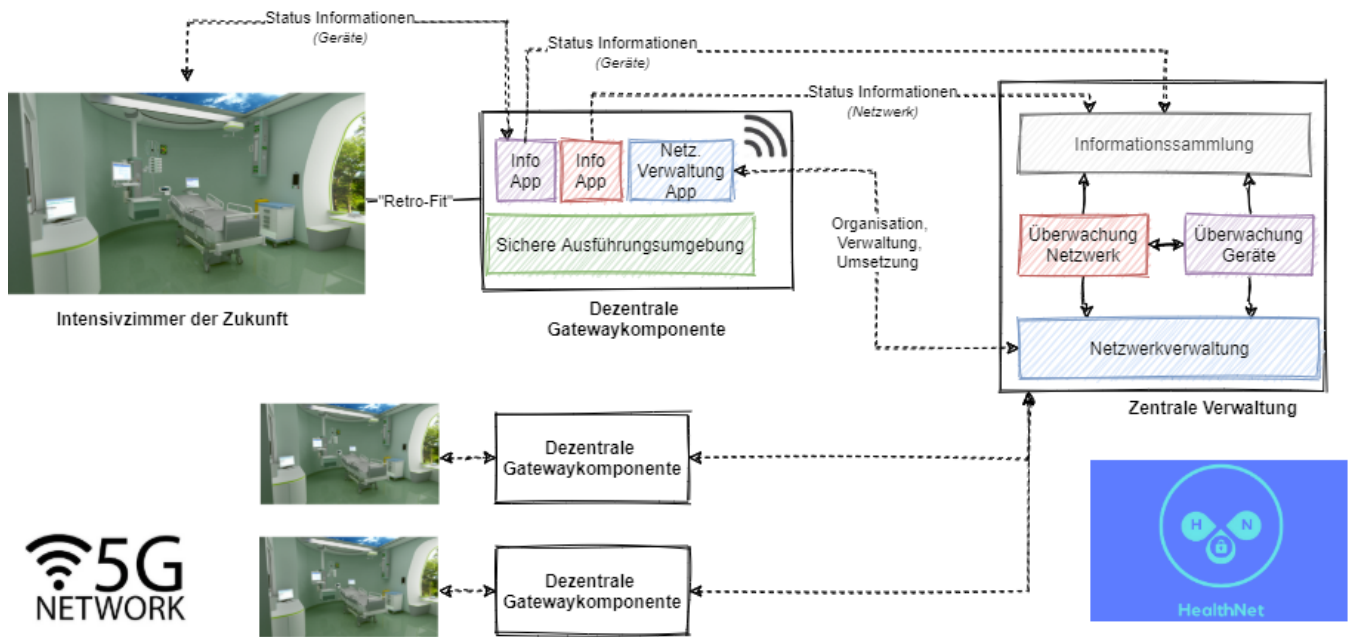 Status Informationen
(Geräte)
Status Informationen
(Geräte)
Status Informationen
(Netzwerk)
Info
App
Info
App
Netz.
Verwaltung
App
Sichere Ausführungsumgebung
"Retro-Fit"
Intensivzimmer der Zukunft
Dezentrale
Gatewaykomponente
Organisation,
Verwaltung,
Umsetzung
Informationssammlung
Überwachung
Netzwerk
Überwachung
Geräte
Netzwerkverwaltung
Zentrale Verwaltung
Dezentrale
Gatewaykomponente
Dezentrale
Gatewaykomponente
5G
NETWORK
H N
HealthNet